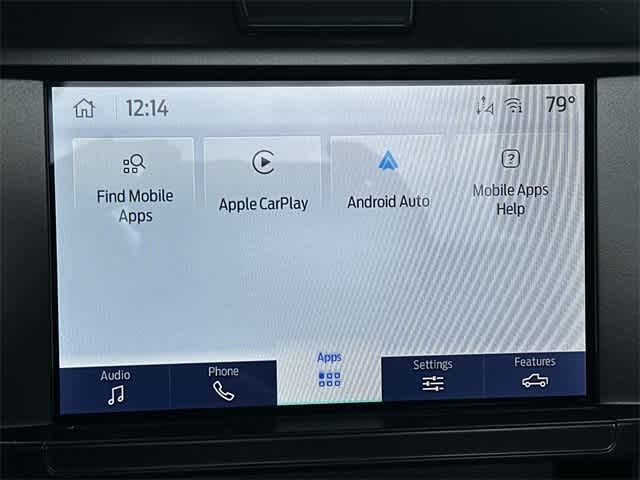 12:14
79°
Find Mobile
Apps
Apple CarPlay
Android Auto
Mobile Apps
Help
Audio
Phone
Apps
Settings
Features